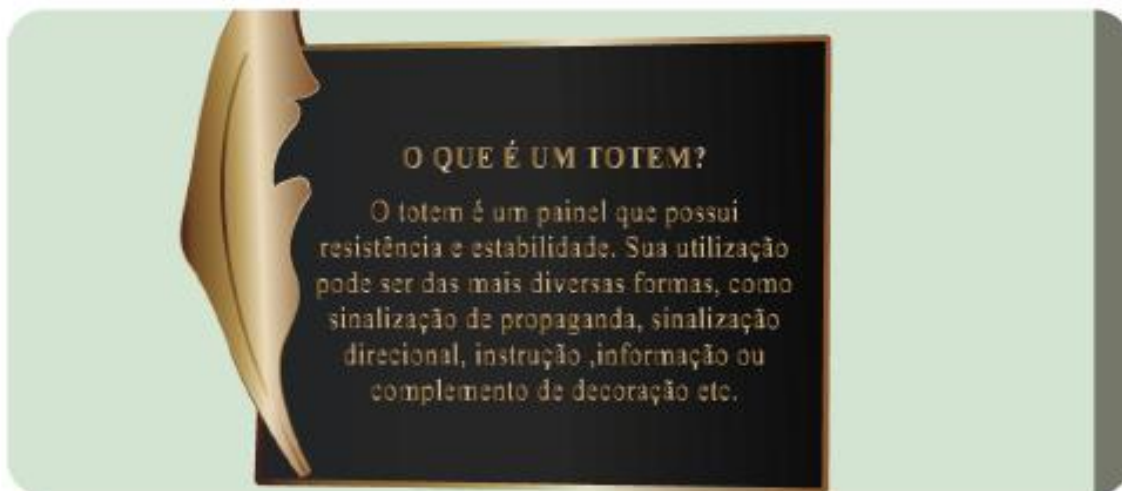 O QUE É UM TOTEM?
O totem é um painel que possui
resistência e estabilidade. Sua utilização
pode ser das mais diversas formas, como
sinalização de propaganda, sinalização
direcional, instrução ,informação ou
complemento de decoração etc.